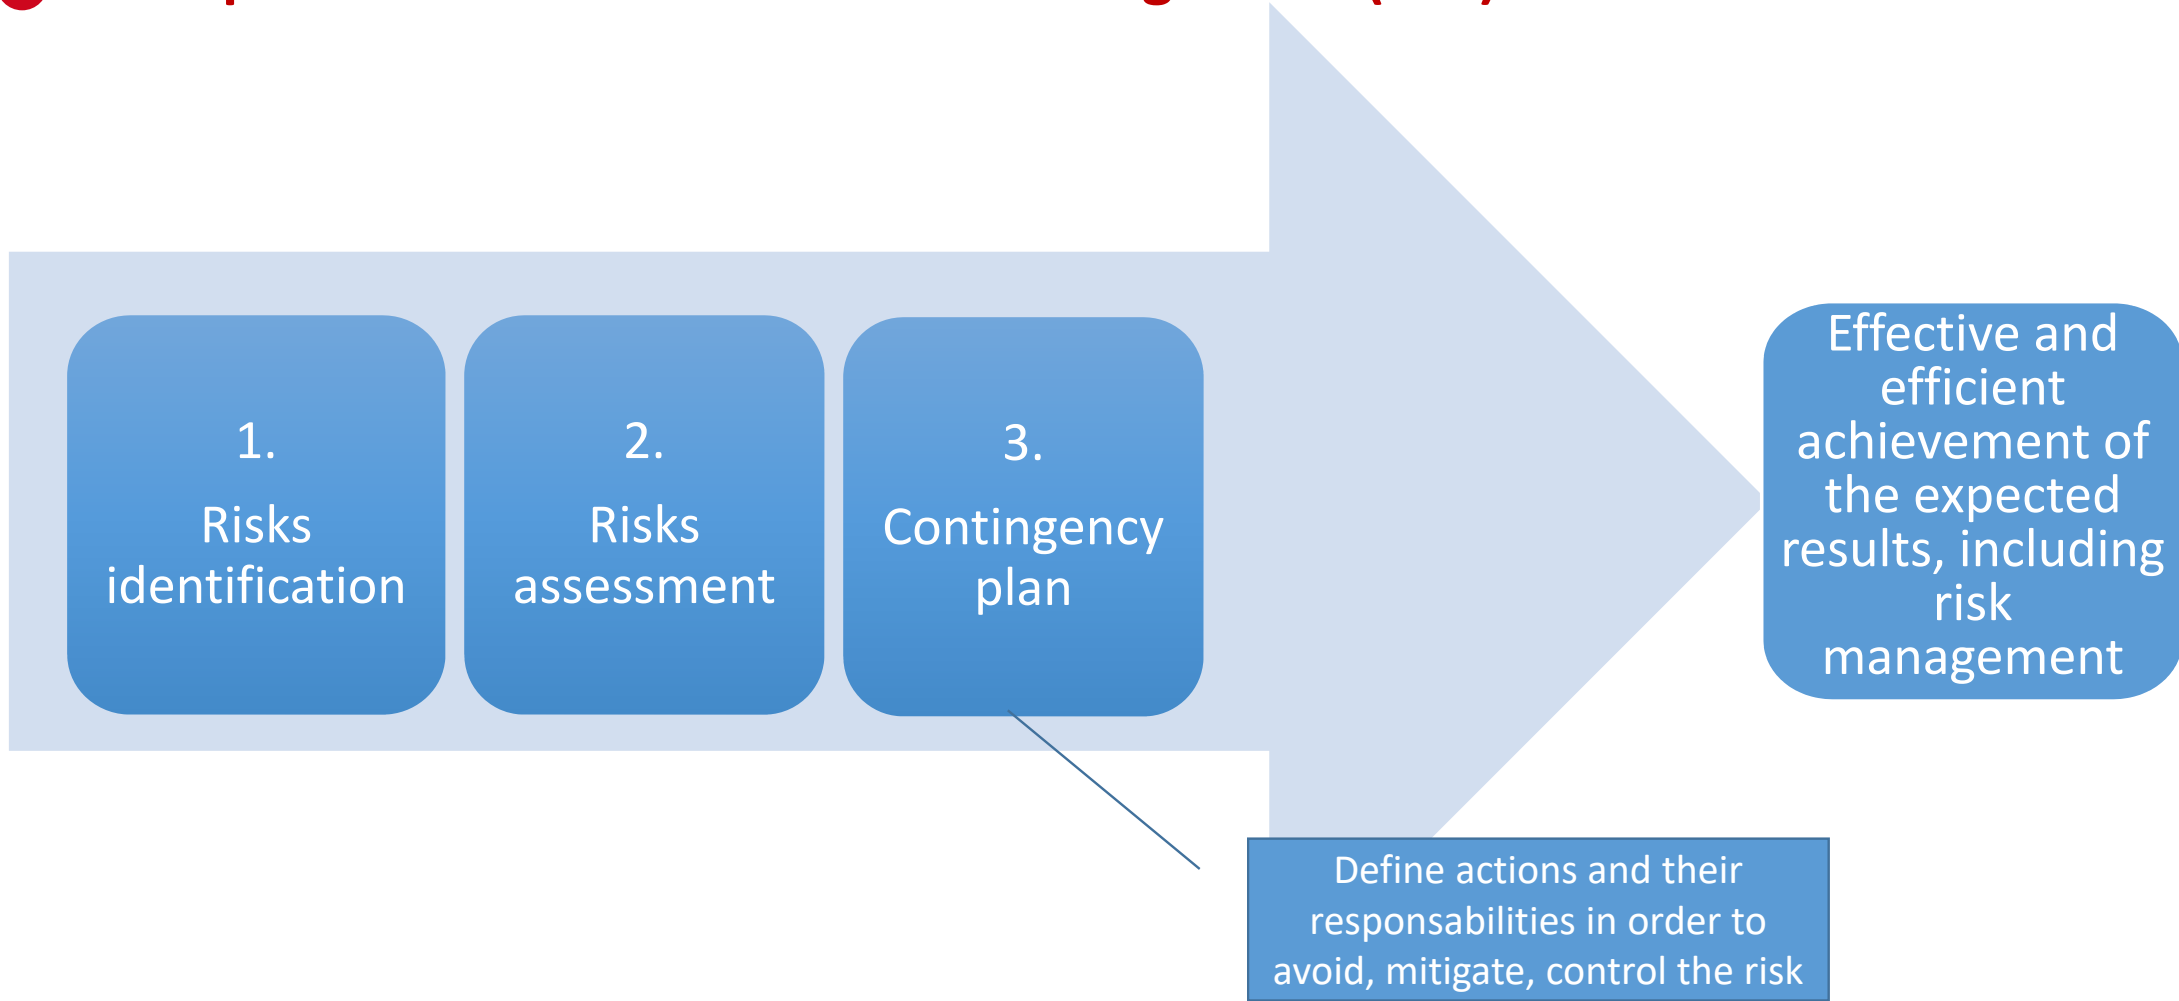 1.
Risks
identification
2.
Risks
assessment
3.
Contingency
plan
Effective and
efficient
achievement of
the expected
results, including
risk
management
Define actions and their
responsabilities in order to
avoid, mitigate, control the risk